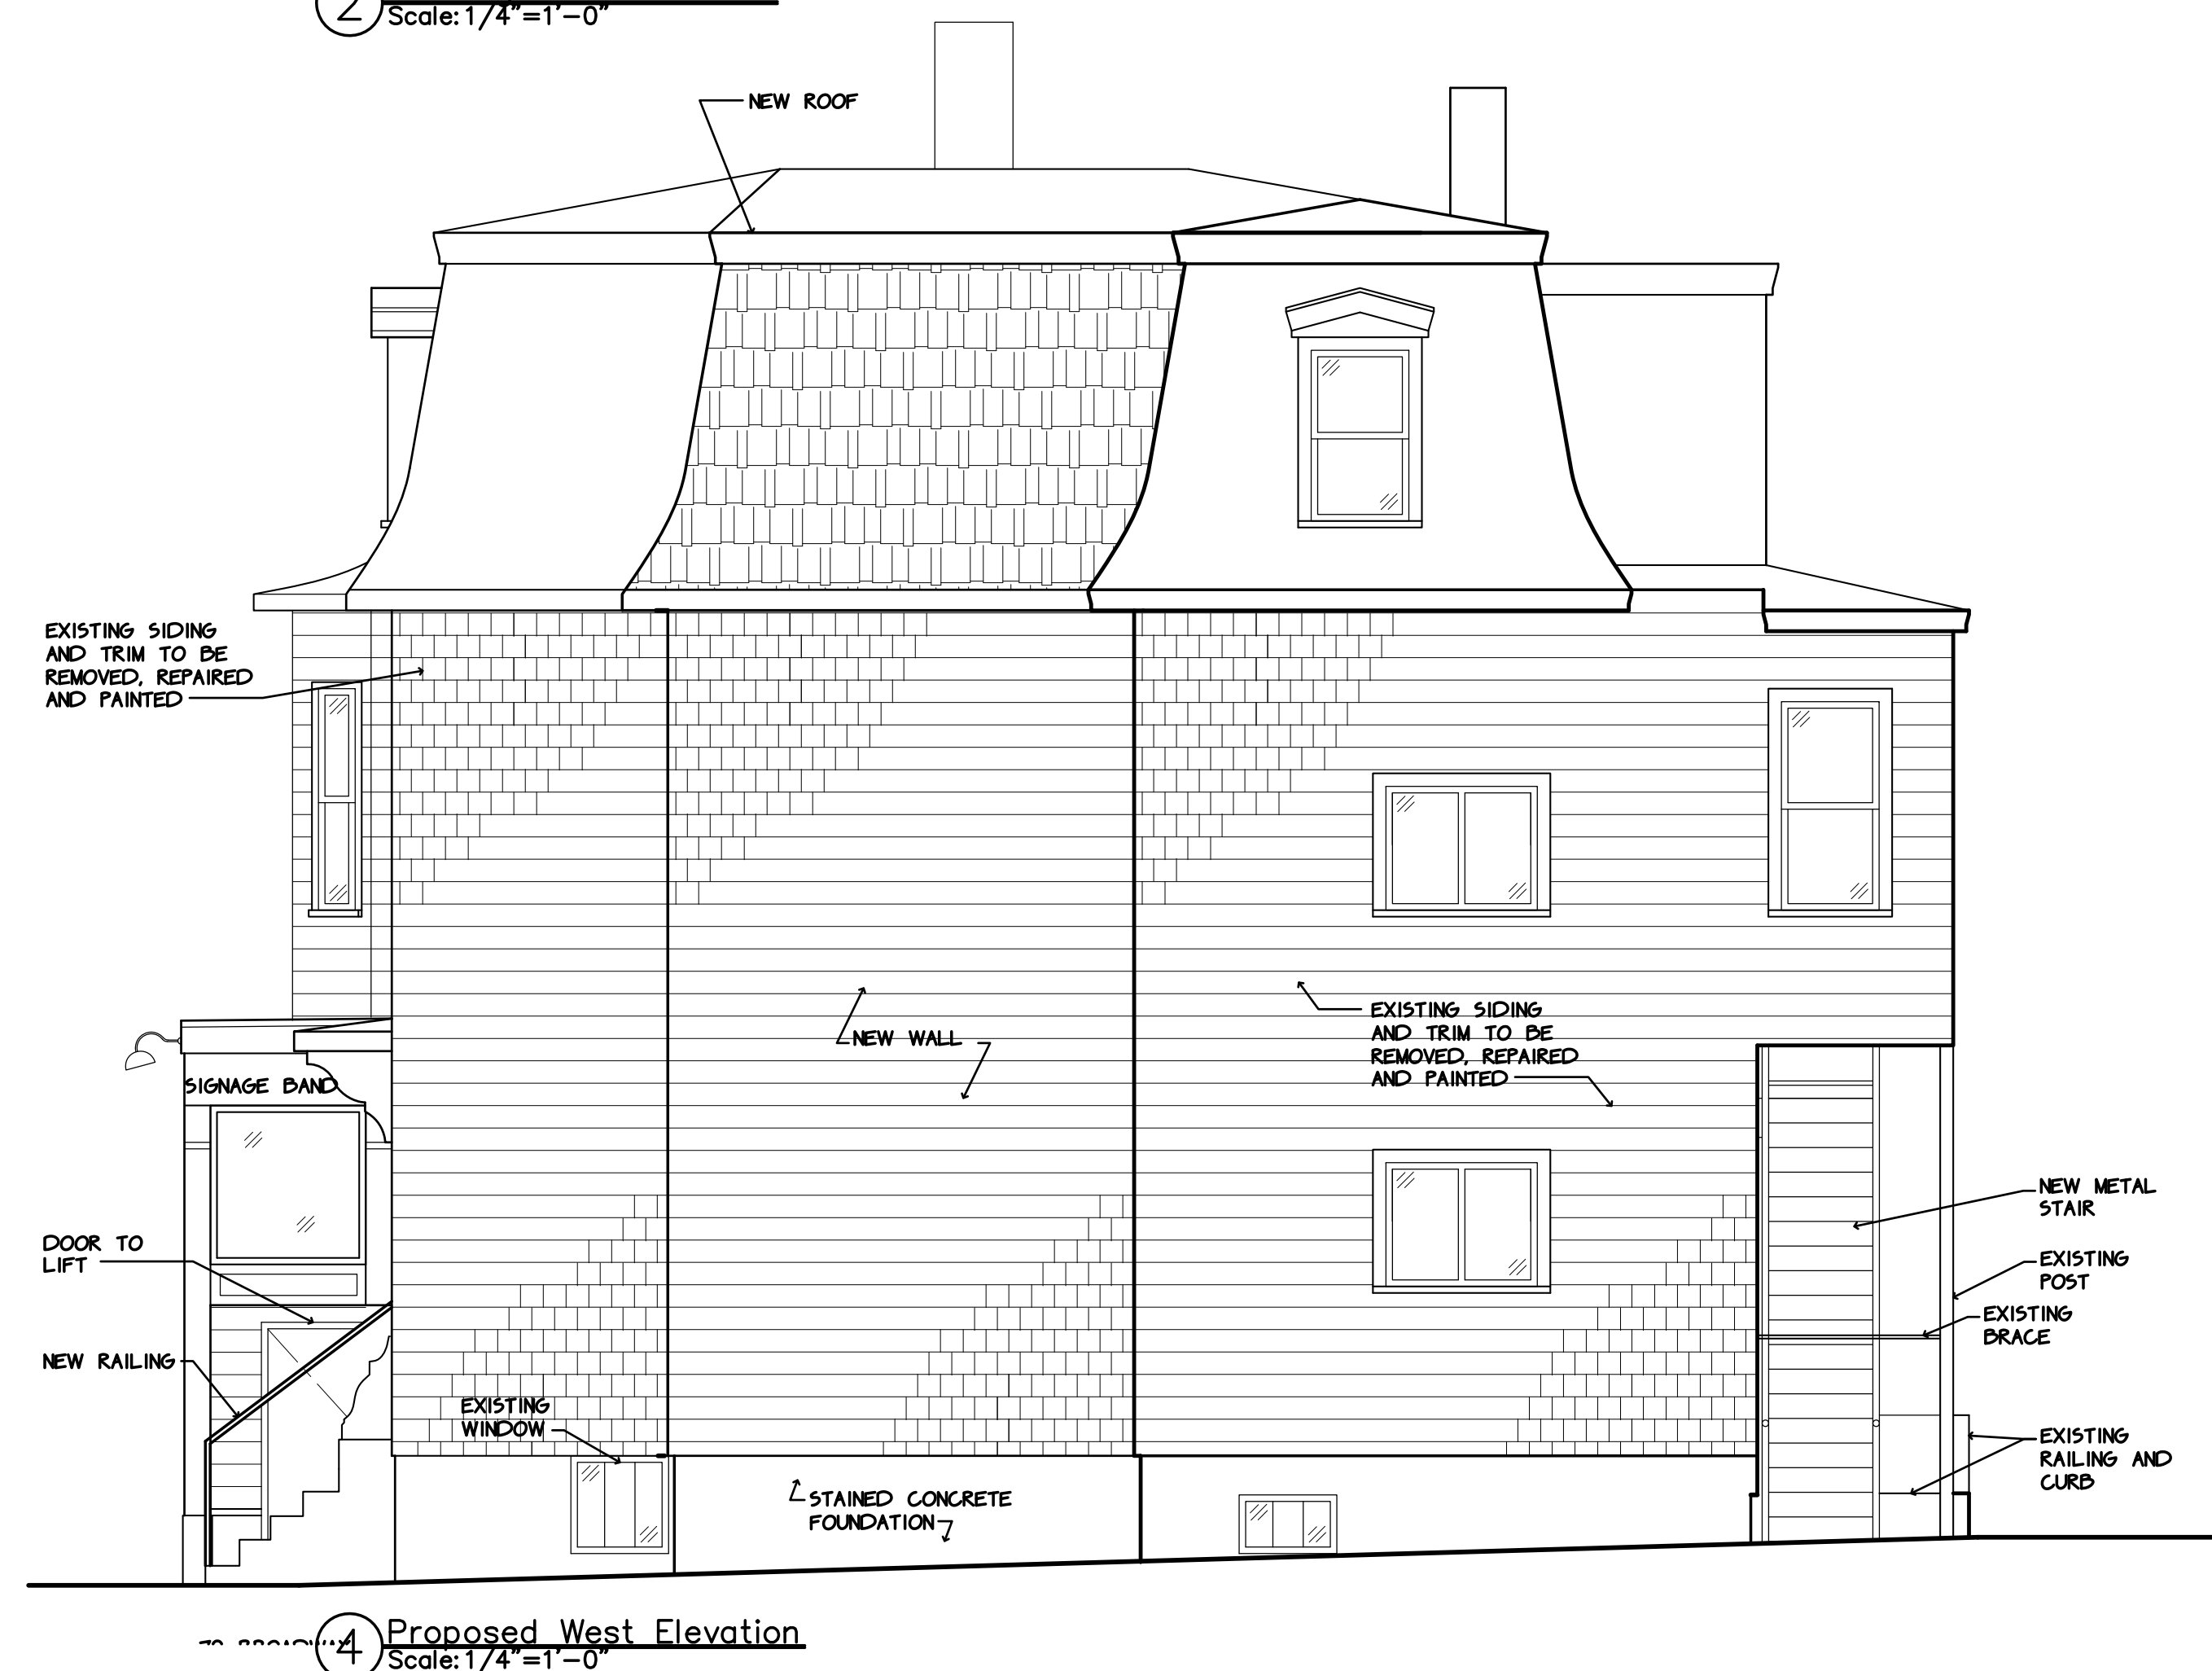 2
Scale: 1/4"=1'-0"
NEW ROOF
EXISTING SIDING
AND TRIM TO BE
REMOVED, REPAIRED
AND PAINTED
EXISTING SIDING
AND TRIM TO BE
REMOVED, REPAIRED
AND PAINTED
NEW WALL
SIGNAGE BAND
DOOR TO
LIFT
NEW RAILING
EXISTING
WINDOW
STAINED CONCRETE
FOUNDATION
NEW METAL
STAIR
EXISTING
POST
EXISTING
BRACE
EXISTING
RAILING AND
CURB
TO BROADWAY
4
Proposed West Elevation
Scale: 1/4"=1'-0"